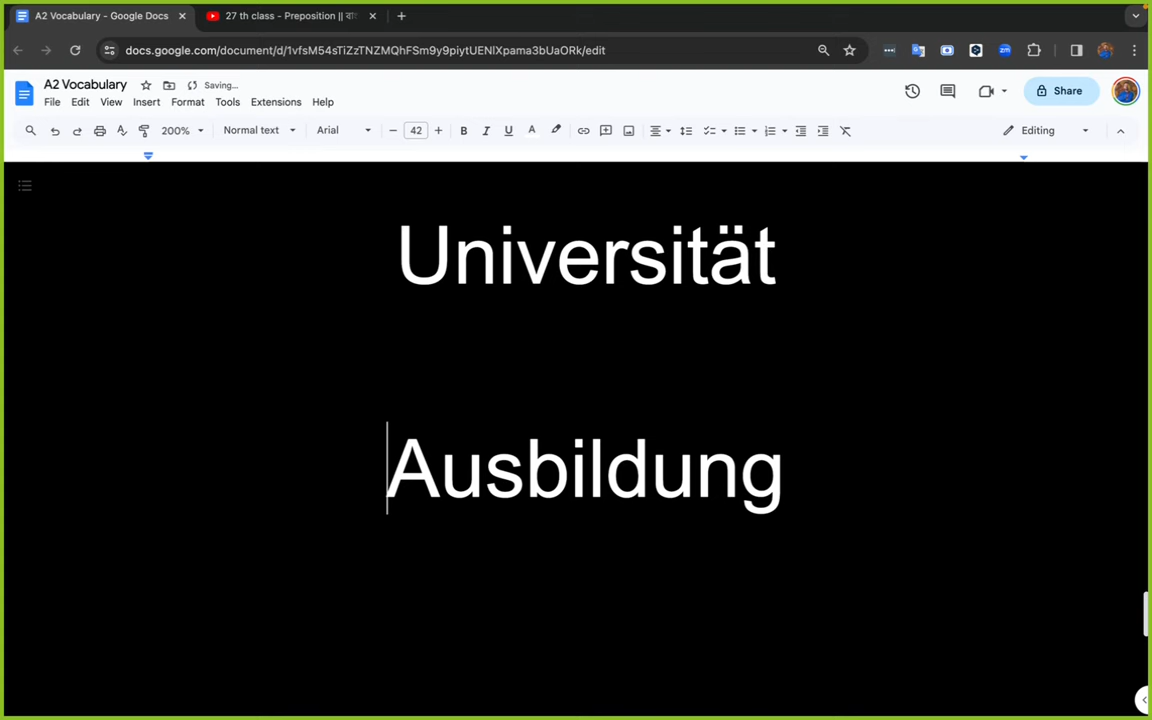 A2 Vocabulary - Google Docs
27 th class - Preposition || বাং
docs.google.com/document/d/1vfsM54sTiZzTNZMQhFSm9y9piytUENIXpama3bUaORk/edit
A2 Vocabulary
Saving...
File Edit View Insert Format Tools Extensions Help
Share
200% Normal text Arial 42 Editing
Universität
Ausbildung